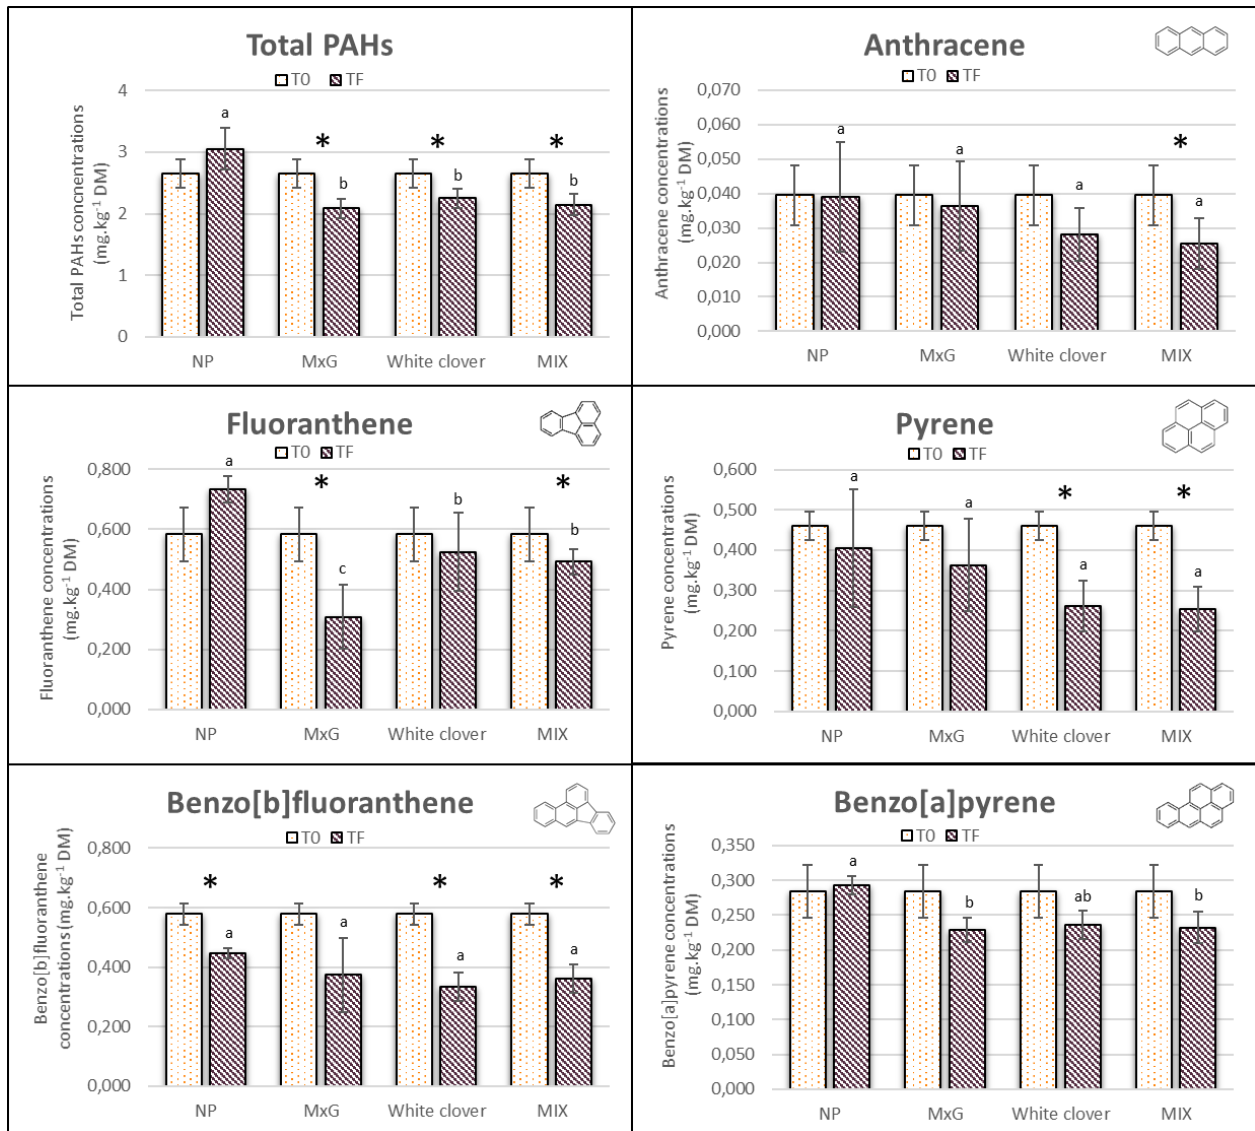 Total PAHs
T0 TF
Total PAHs concentrations
(mg.kg-1 DM)
4
3
2
1
0
a
*
b
*
b
*
b
NP MxG White clover MIX
Anthracene
T0 TF
Anthracene concentrations
(mg.kg-1 DM)
0,070
0,060
0,050
0,040
0,030
0,020
0,010
0,000
a
a
a
*
a
NP MxG White clover MIX
Fluoranthene
T0 TF
Fluoranthene concentrations
(mg.kg-1 DM)
0,800
0,600
0,400
0,200
0,000
a
*
c
b
*
b
NP MxG White clover MIX
Pyrene
T0 TF
Pyrene concentrations
(mg.kg-1 DM)
0,600
0,500
0,400
0,300
0,200
0,100
0,000
a
a
*
a
*
a
NP MxG White clover MIX
Benzo[b]fluoranthene
T0 TF
Benzo[b]fluoranthene
concentrations (mg.kg-1 DM)
0,800
0,600
0,400
0,200
0,000
*
a
a
*
a
*
a
NP MxG White clover MIX
Benzo[a]pyrene
T0 TF
Benzo[a]pyrene concentrations
(mg.kg-1 DM)
0,350
0,300
0,250
0,200
0,150
0,100
0,050
0,000
a
b
ab
b
NP MxG White clover MIX